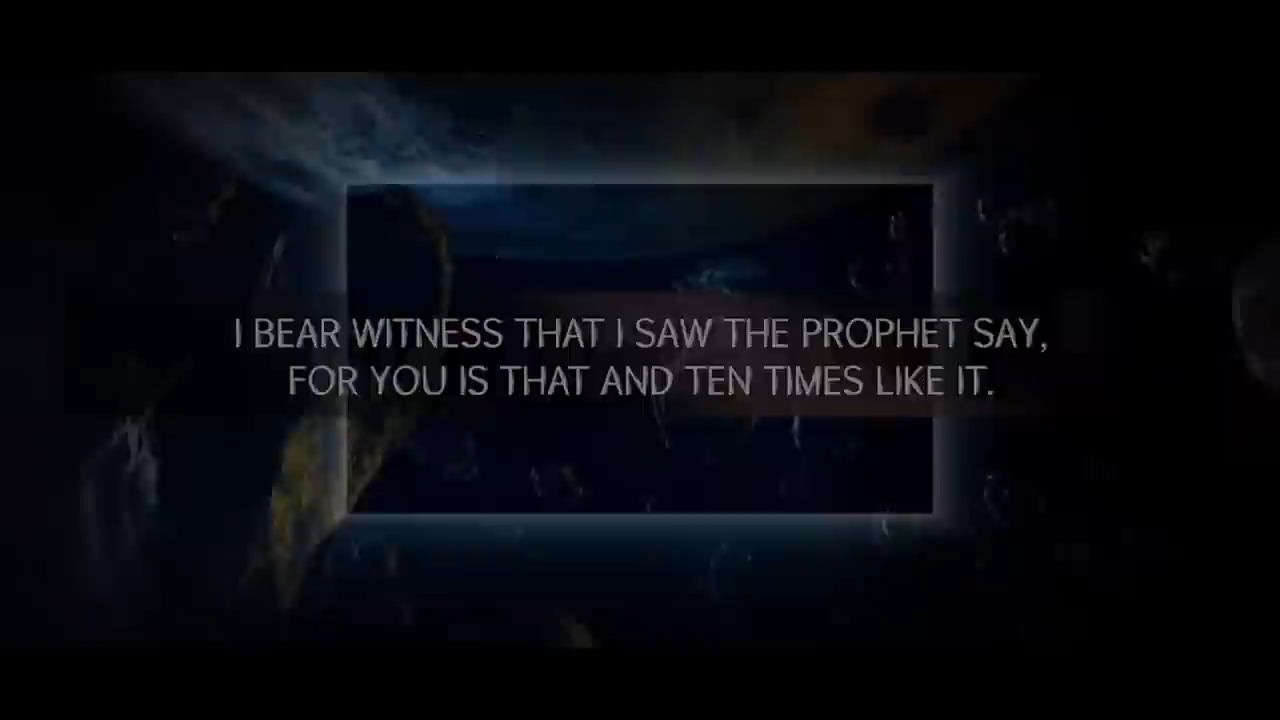 I BEAR WITNESS THAT I SAW THE PROPHET SAY,
FOR YOU IS THAT AND TEN TIMES LIKE IT.